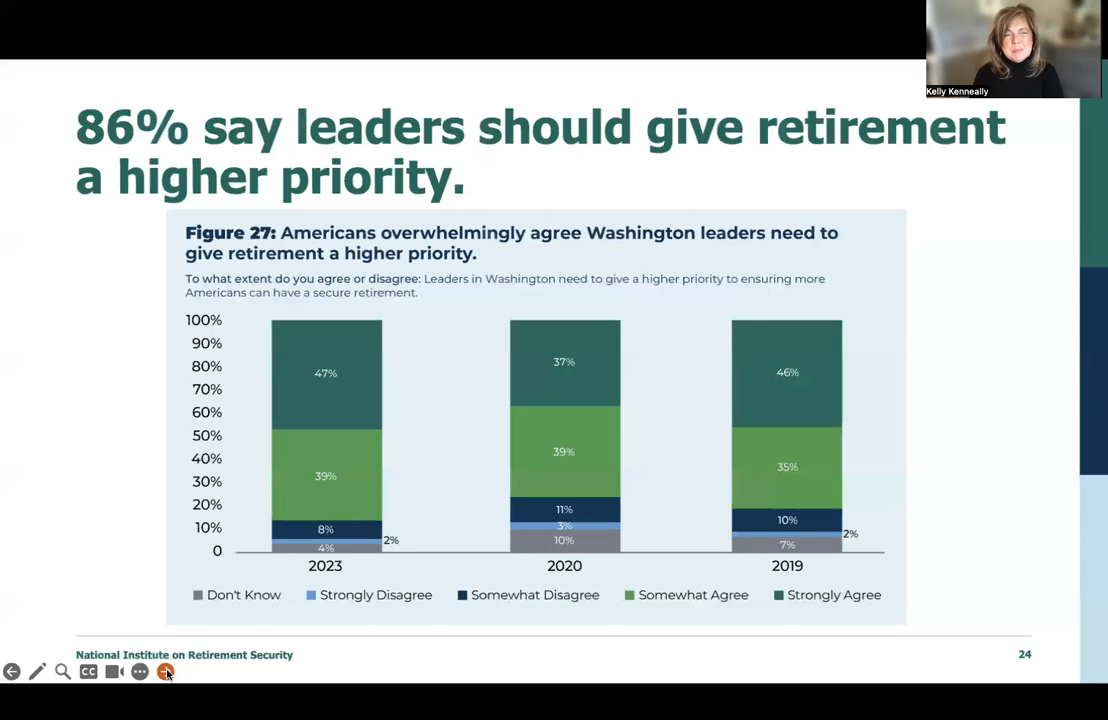 Kelly Kenneally
86% say leaders should give retirement
a higher priority.
Figure 27: Americans overwhelmingly agree Washington leaders need to
give retirement a higher priority.
To what extent do you agree or disagree: Leaders in Washington need to give a higher priority to ensuring more
Americans can have a secure retirement.
100%
90%
80%
70%
60%
50%
40%
30%
20%
10%
0
47%
39%
8%
2%
4%
37%
39%
11%
3%
10%
46%
35%
10%
2%
7%
2023 2020 2019
Don't Know Strongly Disagree Somewhat Disagree Somewhat Agree Strongly Agree
National Institute on Retirement Security 24
CC